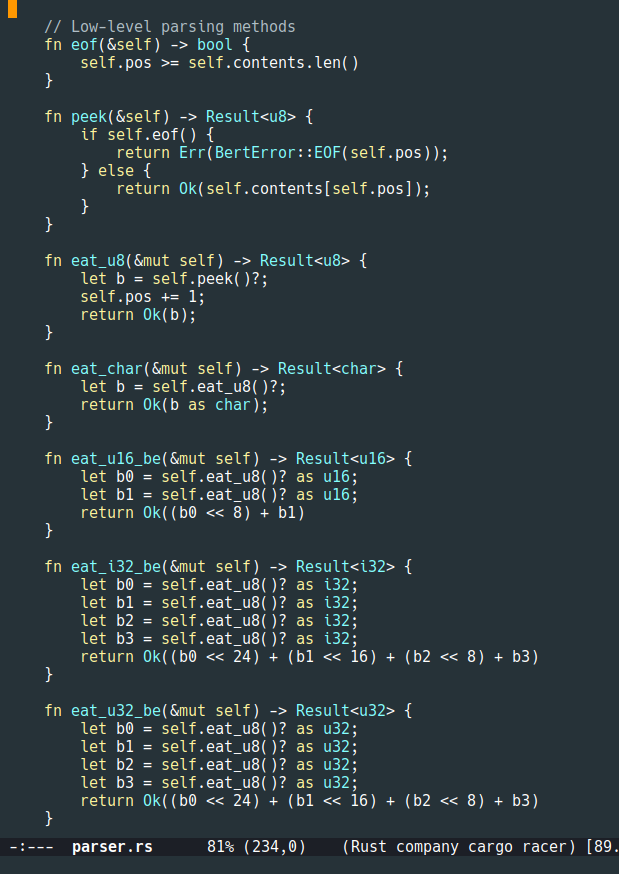 // Low-level parsing methods
    fn eof(&self) -> bool {
        self.pos >= self.contents.len()
    }

    fn peek(&self) -> Result<u8> {
        if self.eof() {
            return Err(BertError::EOF(self.pos));
        } else {
            return Ok(self.contents[self.pos]);
        }
    }

    fn eat_u8(&mut self) -> Result<u8> {
        let b = self.peek()?;
        self.pos += 1;
        return Ok(b);
    }

    fn eat_char(&mut self) -> Result<char> {
        let b = self.eat_u8()?;
        return Ok(b as char);
    }

    fn eat_u16_be(&mut self) -> Result<u16> {
        let b0 = self.eat_u8()? as u16;
        let b1 = self.eat_u8()? as u16;
        return Ok((b0 << 8) + b1)
    }

    fn eat_i32_be(&mut self) -> Result<i32> {
        let b0 = self.eat_u8()? as i32;
        let b1 = self.eat_u8()? as i32;
        let b2 = self.eat_u8()? as i32;
        let b3 = self.eat_u8()? as i32;
        return Ok((b0 << 24) + (b1 << 16) + (b2 << 8) + b3)
    }

    fn eat_u32_be(&mut self) -> Result<u32> {
        let b0 = self.eat_u8()? as u32;
        let b1 = self.eat_u8()? as u32;
        let b2 = self.eat_u8()? as u32;
        let b3 = self.eat_u8()? as u32;
        return Ok((b0 << 24) + (b1 << 16) + (b2 << 8) + b3)
    }
-:---  parser.rs      81% (234,0)    (Rust company cargo racer) [89.